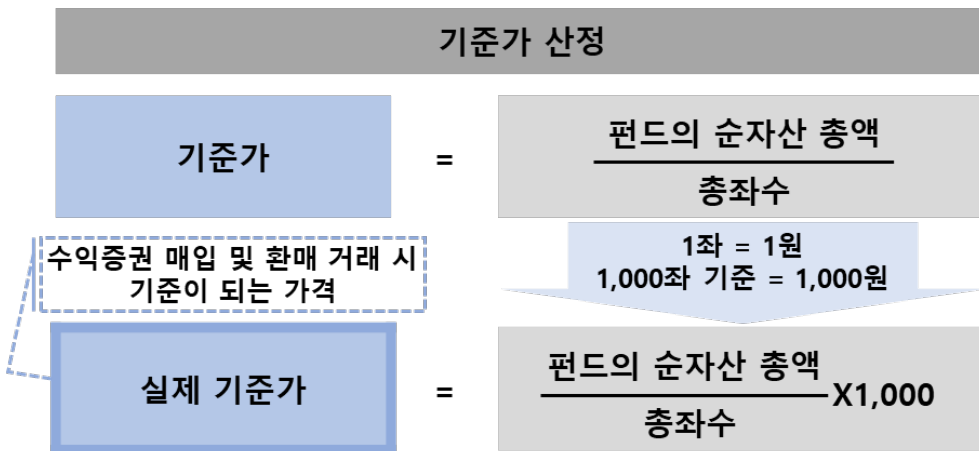 기준가 산정
기준가
=
펀드의 순자산 총액
총좌수
수익증권 매입 및 환매 거래 시
기준이 되는 가격
1좌 = 1원
1,000좌 기준 = 1,000원
실제 기준가
=
펀드의 순자산 총액
총좌수
X1,000